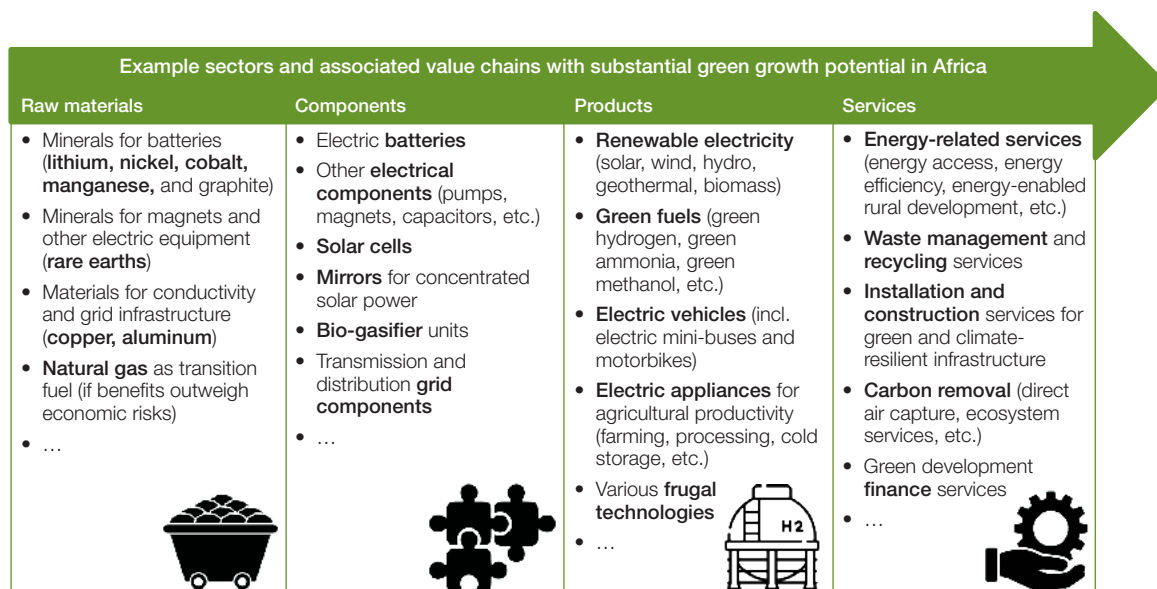 Example sectors and associated value chains with substantial green growth potential in Africa
Raw materials
• Minerals for batteries
(lithium, nickel, cobalt,
manganese, and graphite)
• Minerals for magnets and
other electric equipment
(rare earths)
• Materials for conductivity
and grid infrastructure
(copper, aluminum)
• Natural gas as transition
fuel (if benefits outweigh
economic risks)
• …
Components
• Electric batteries
• Other electrical
components (pumps,
magnets, capacitors, etc.)
• Solar cells
• Mirrors for concentrated
solar power
• Bio-gasifier units
• Transmission and
distribution grid
components
• …
Products
• Renewable electricity
(solar, wind, hydro,
geothermal, biomass)
• Green fuels (green
hydrogen, green
ammonia, green
methanol, etc.)
• Electric vehicles (incl.
electric mini-buses and
motorbikes)
• Electric appliances for
agricultural productivity
(farming, processing, cold
storage, etc.)
• Various frugal
technologies
• …
H2
Services
• Energy-related services
(energy access, energy
efficiency, energy-enabled
rural development, etc.)
• Waste management and
recycling services
• Installation and
construction services for
green and climate-
resilient infrastructure
• Carbon removal (direct
air capture, ecosystem
services, etc.)
• Green development
finance services
• …